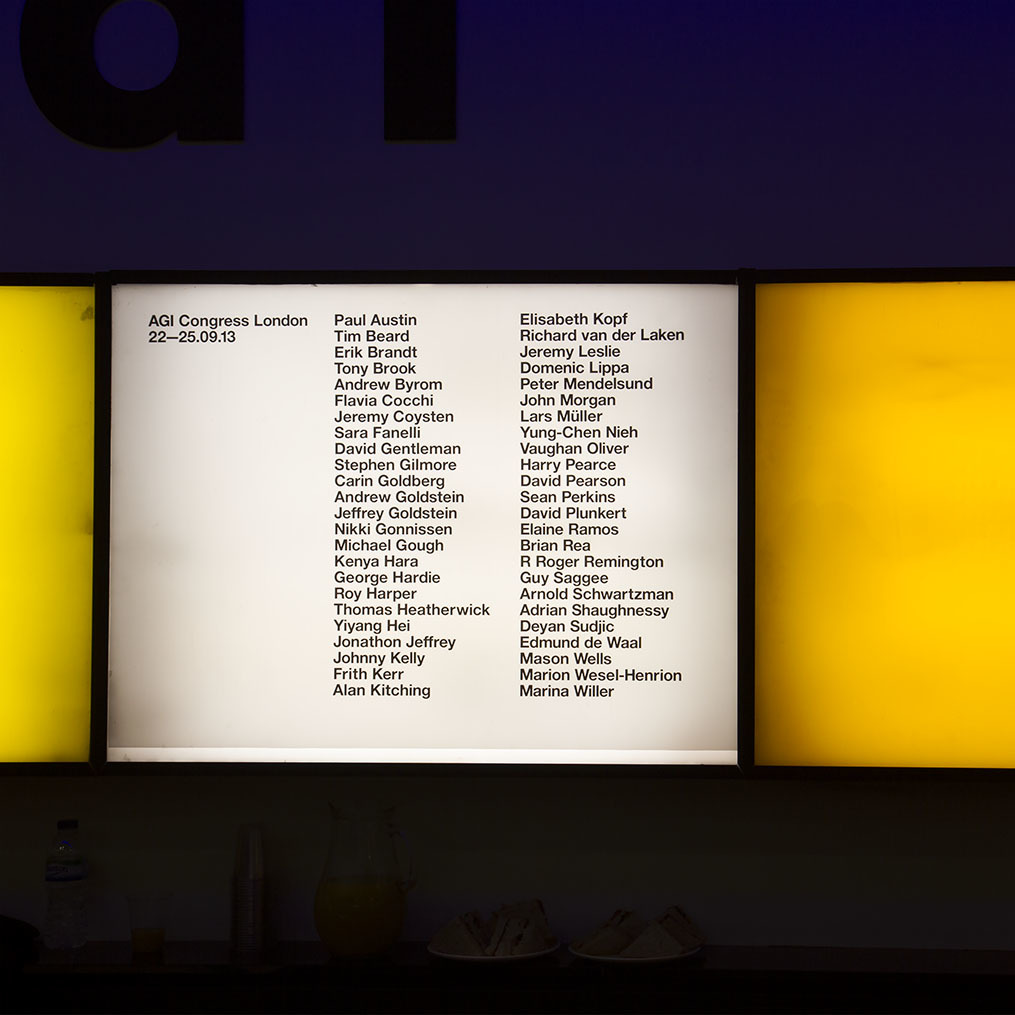 AGI Congress London
22—25.09.13
Paul Austin
Tim Beard
Erik Brandt
Tony Brook
Andrew Byrom
Flavia Cocchi
Jeremy Coysten
Sara Fanelli
David Gentleman
Stephen Gilmore
Carin Goldberg
Andrew Goldstein
Jeffrey Goldstein
Nikki Gonnissen
Michael Gough
Kenya Hara
George Hardie
Roy Harper
Thomas Heatherwick
Yiyang Hei
Jonathon Jeffrey
Johnny Kelly
Frith Kerr
Alan Kitching
Elisabeth Kopf
Richard van der Laken
Jeremy Leslie
Domenic Lippa
Peter Mendelsund
John Morgan
Lars Müller
Yung-Chen Nieh
Vaughan Oliver
Harry Pearce
David Pearson
Sean Perkins
David Plunkert
Elaine Ramos
Brian Rea
R Roger Remington
Guy Saggee
Arnold Schwartzman
Adrian Shaughnessy
Deyan Sudjic
Edmund de Waal
Mason Wells
Marion Wesel-Henrion
Marina Willer